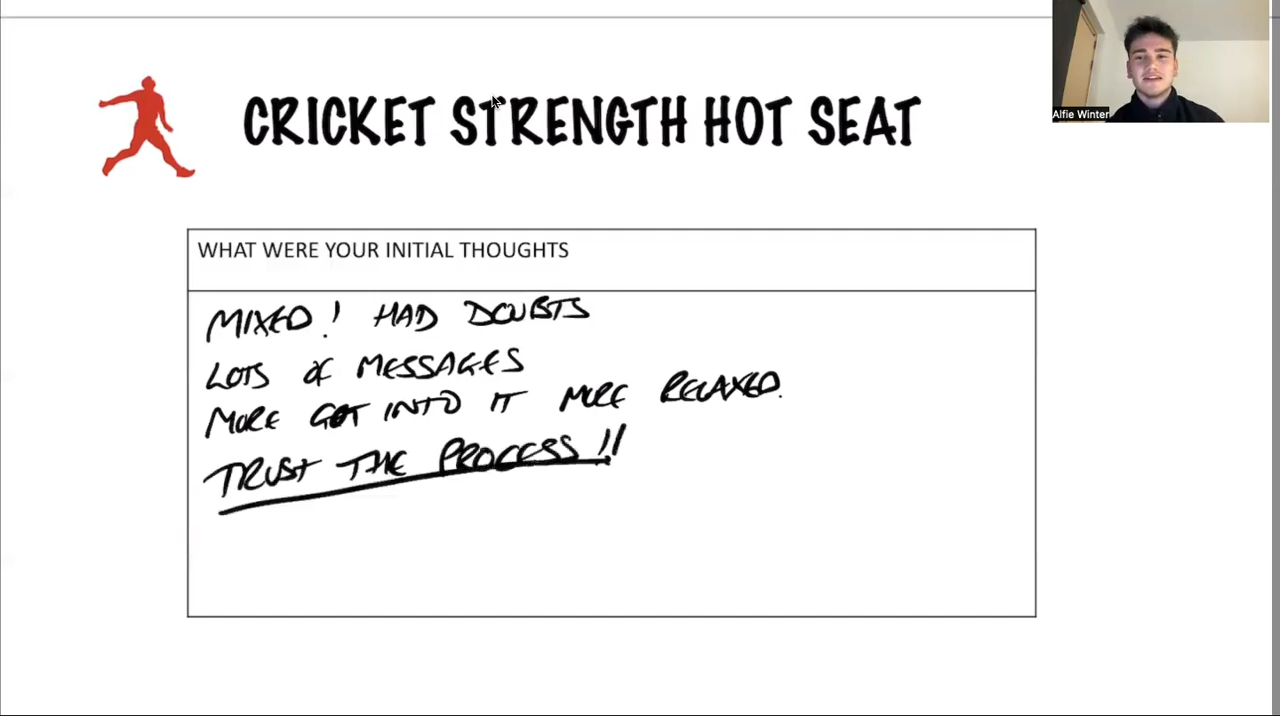 CRICKET STRENGTH HOT SEAT
Alfie Winter
WHAT WERE YOUR INITIAL THOUGHTS
MIXED! HAD DOUBTS
LOTS OF MESSAGES
MORE GOT INTO IT MORE RELAXED.
TRUST THE PROCESS!!